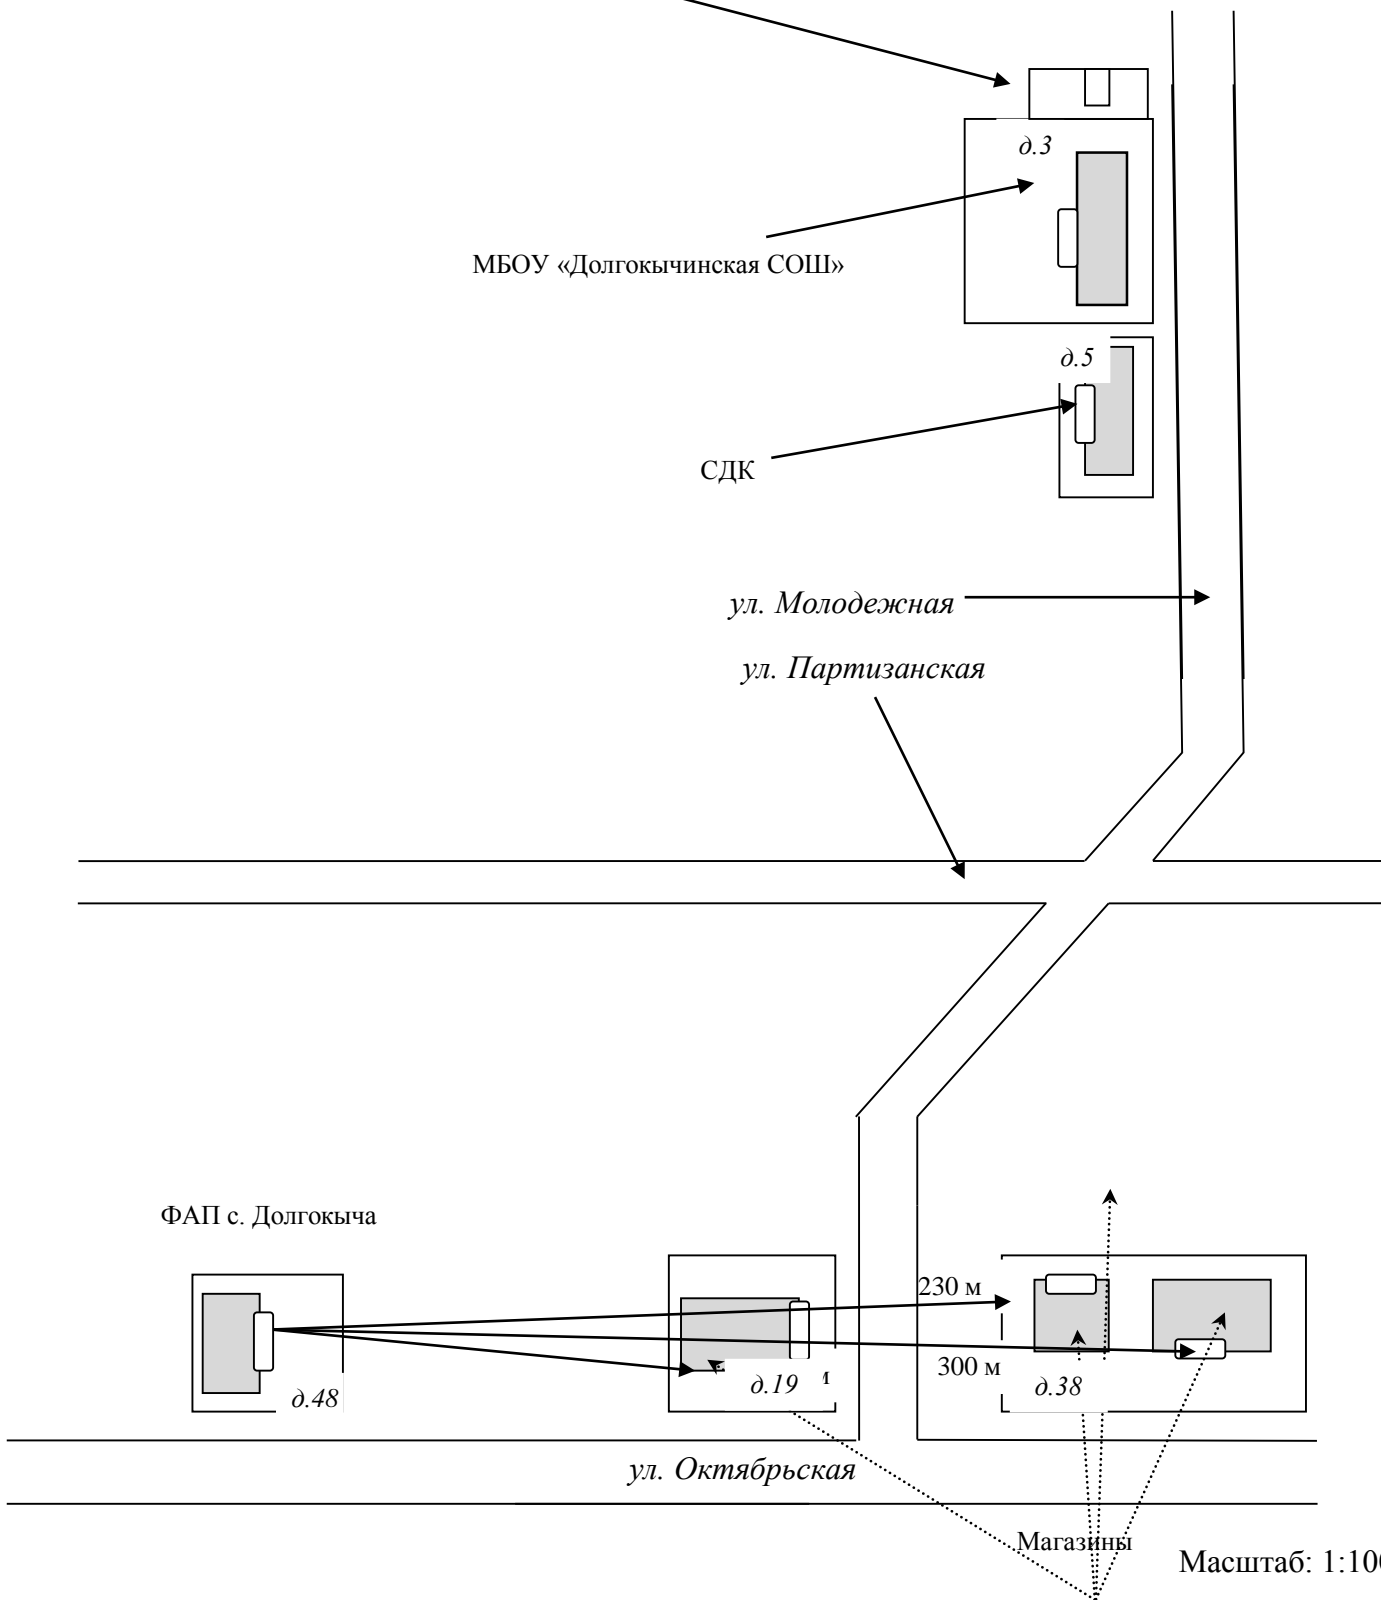 д.3
МБОУ «Долгокычинская СОШ»
д.5
СДК
ул. Молодежная
ул. Партизанская
ФАП с. Долгокыча
230 м
300 м
д.48
д.19
д.38
ул. Октябрьская
Магазины
Масштаб: